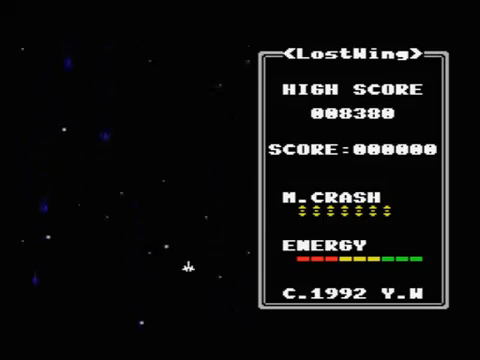 <LostWing>
HIGH SCORE
008380
SCORE:000000
M.CRASH
ENERGY
C.1992 Y.W